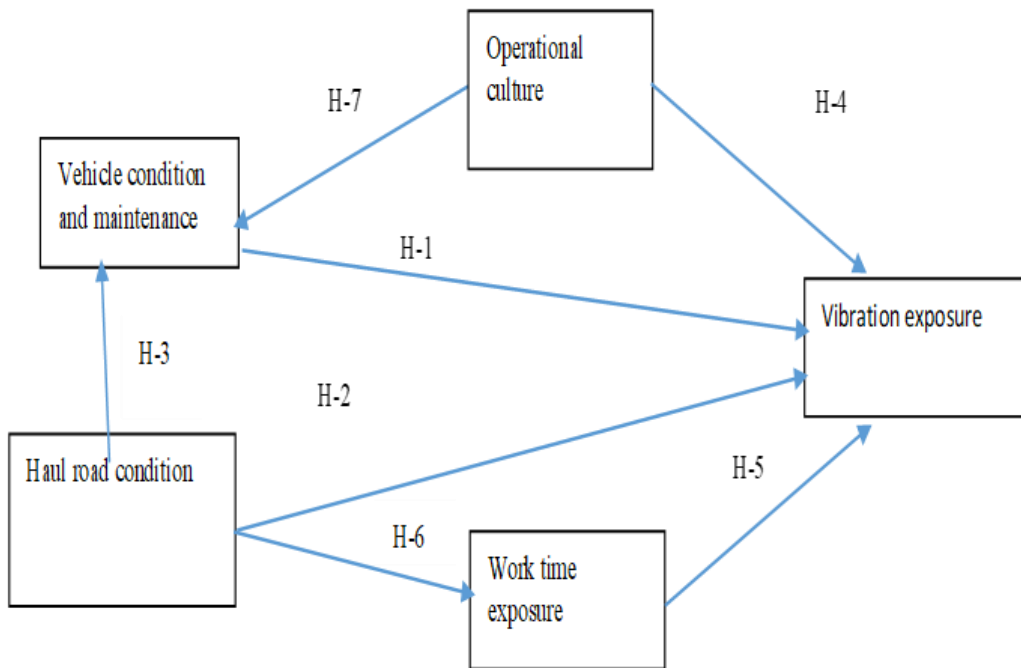 Operational
culture
H-7
H-4
Vehicle condition
and maintenance
H-1
Vibration exposure
H-3
H-2
Haul road condition
H-5
H-6
Work time
exposure